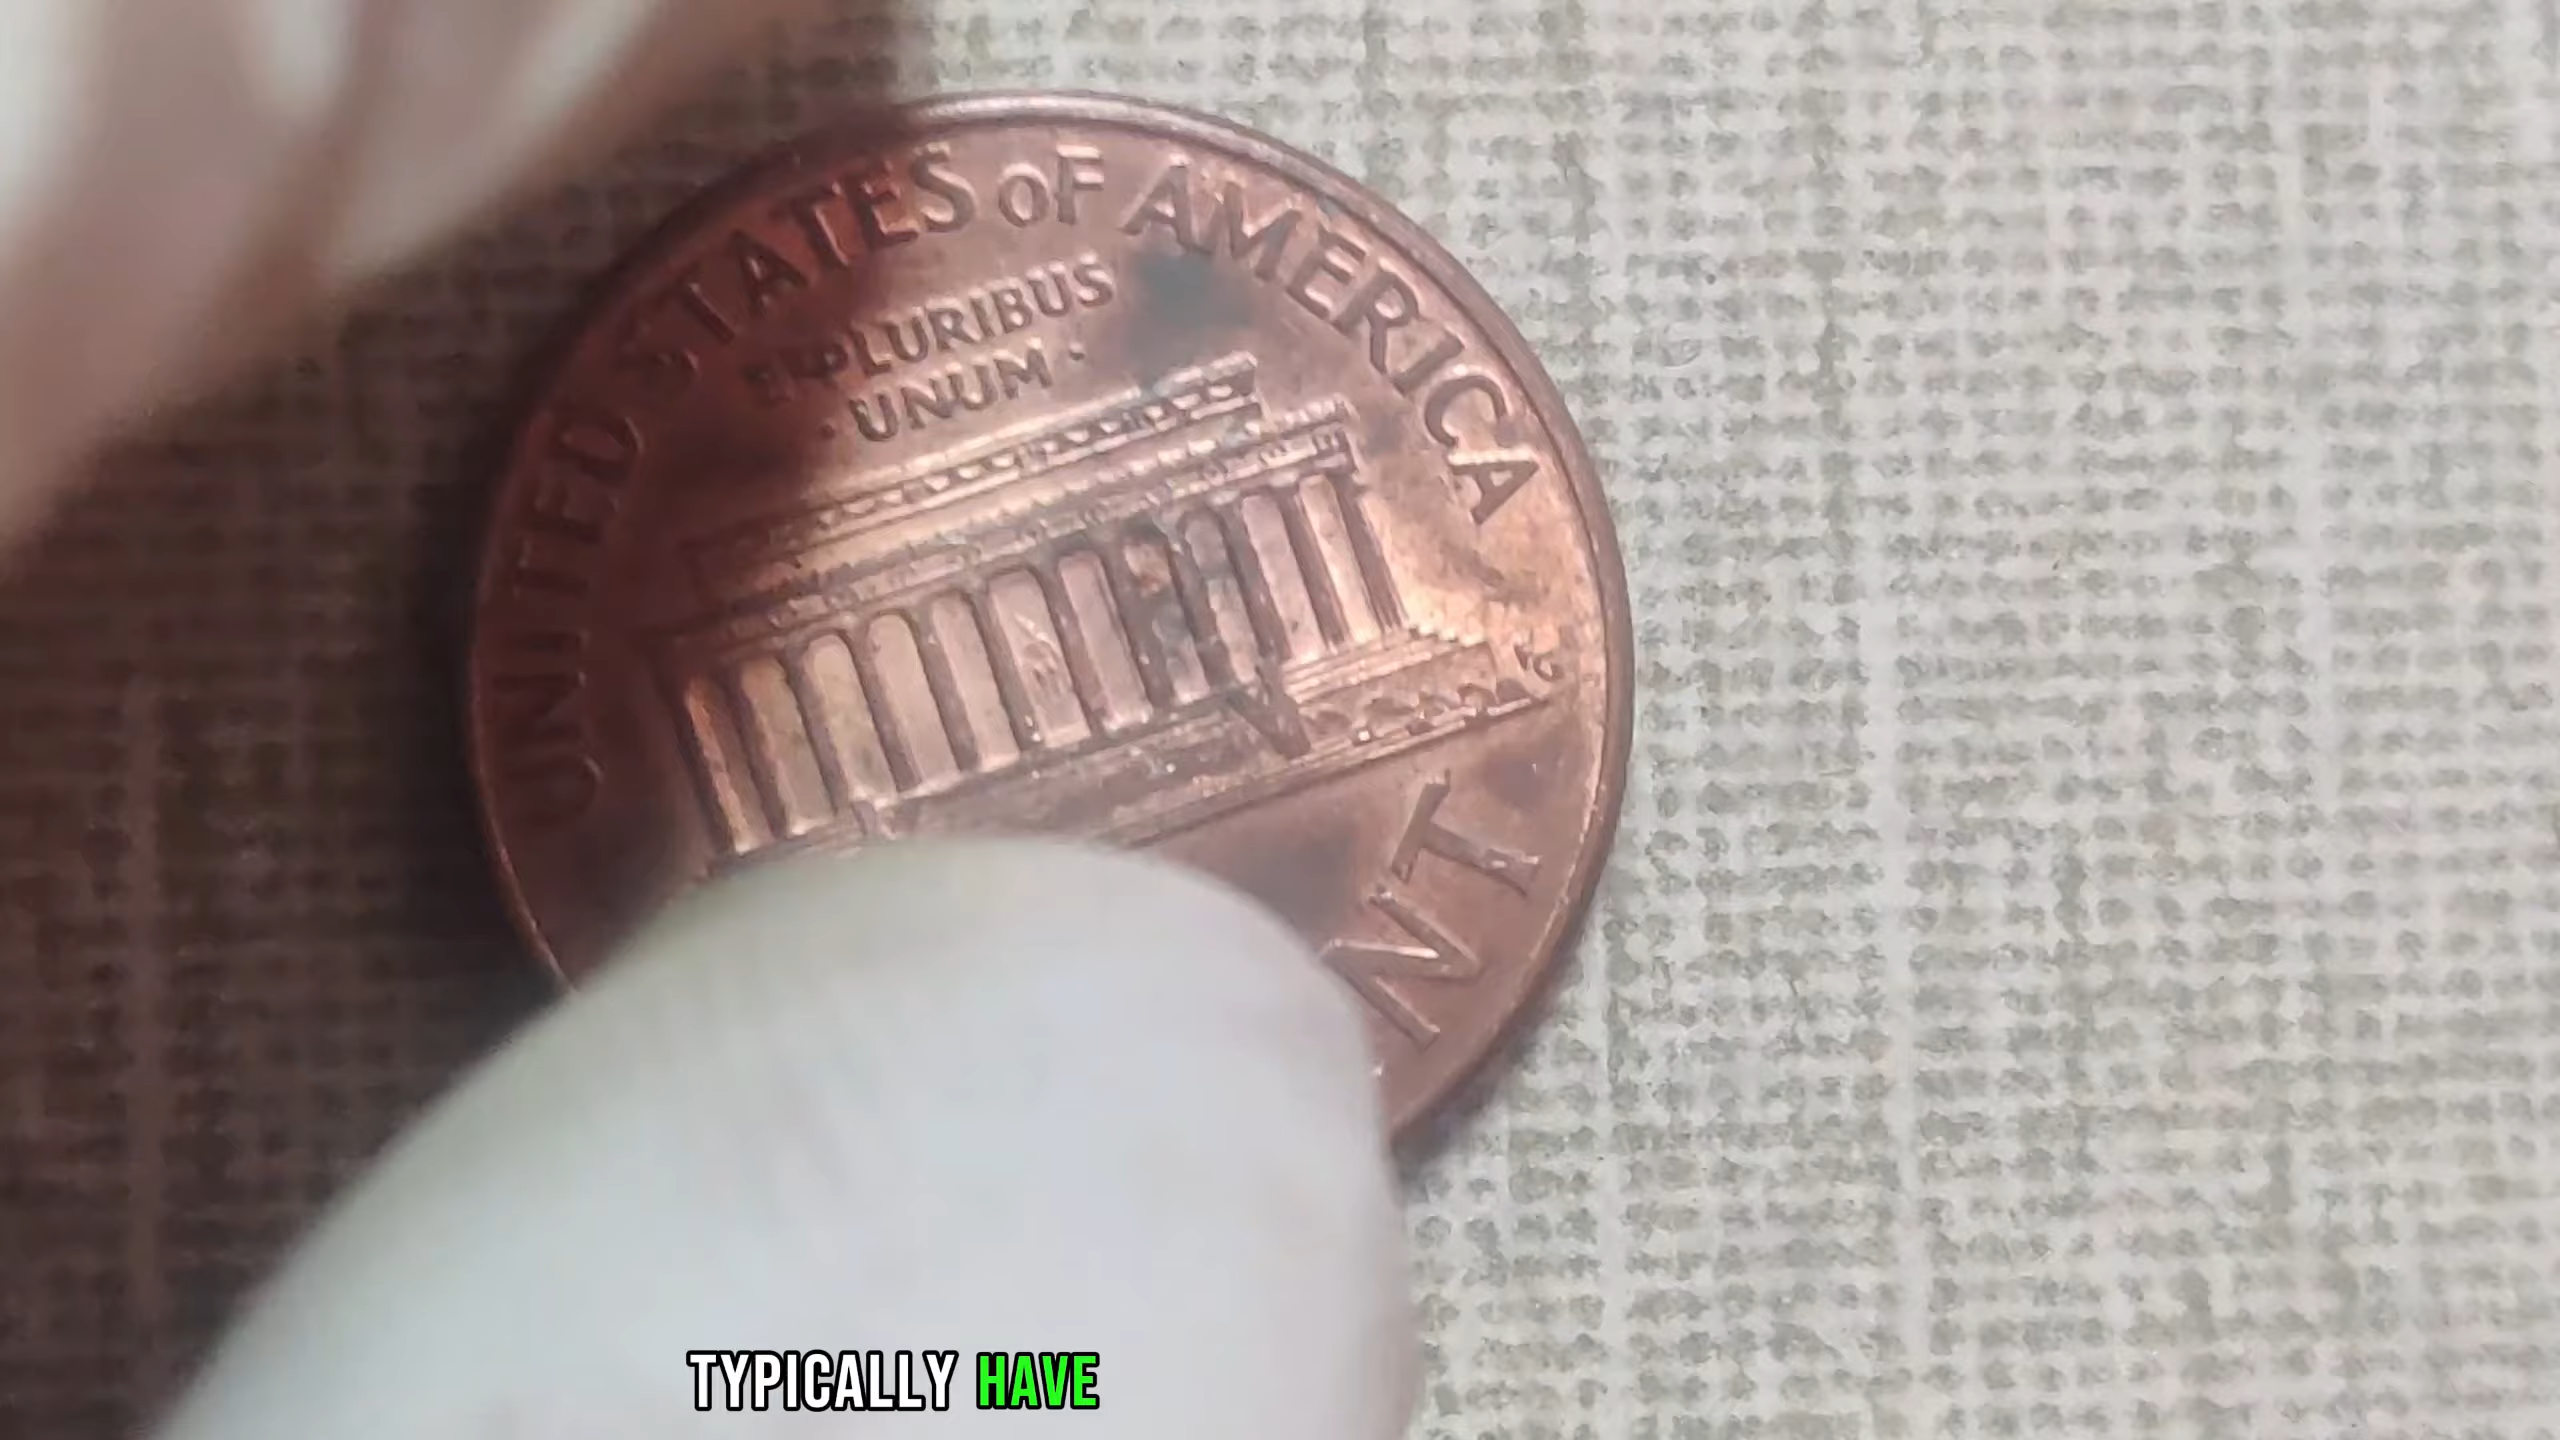 UNITED STATES OF AMERICA
E PLURIBUS
· UNUM ·
NT
TYPICALLY HAVE